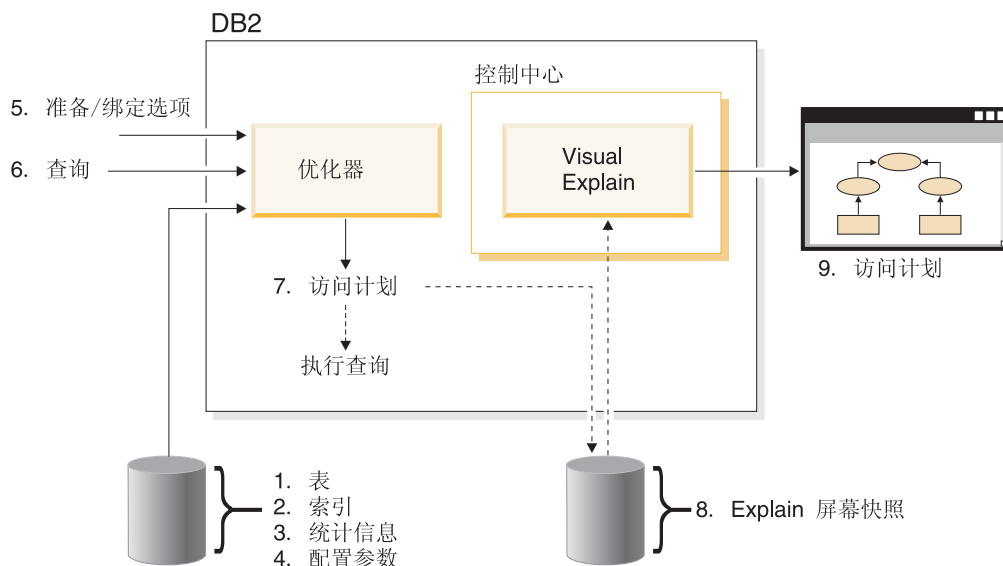 DB2
控制中心
5. 准备/绑定选项
6. 查询
优化器
Visual
Explain
7. 访问计划
执行查询
9. 访问计划
1. 表
2. 索引
3. 统计信息
4. 配置参数
8. Explain 屏幕快照